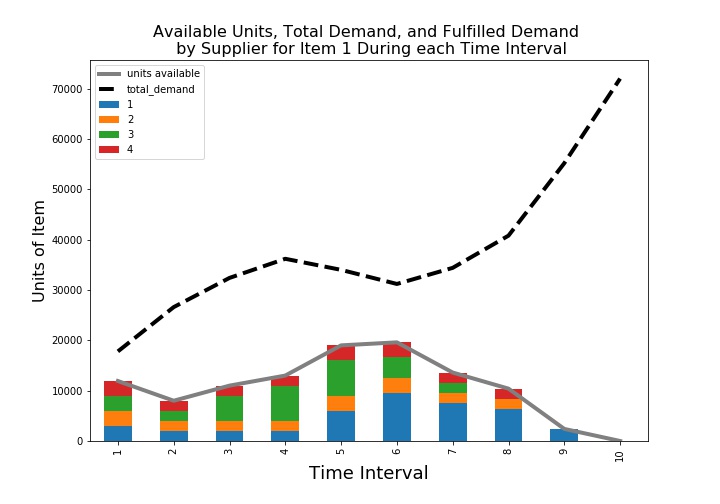 Available Units, Total Demand, and Fulfilled Demand
by Supplier for Item 1 During each Time Interval
units available
total_demand
1
2
3
4
70000
60000
50000
40000
30000
20000
10000
0
Units of Item
1 2 3 4 5 6 7 8 9 10
Time Interval